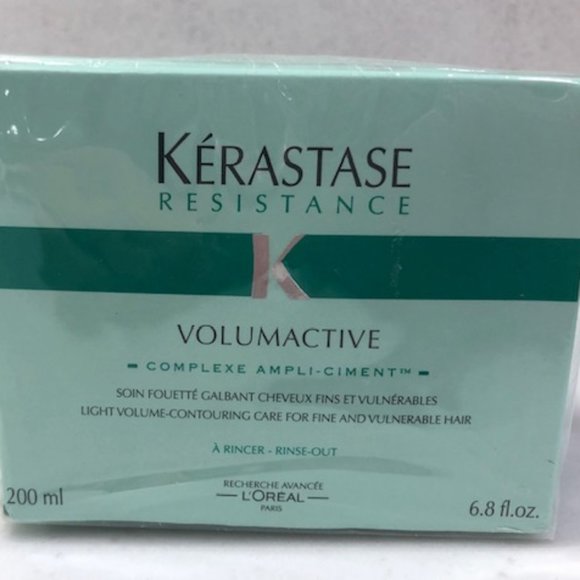 KÉRASTASE
RESISTANCE
K
VOLUMACTIVE
COMPLEXE AMPLI-CIMENT™
SOIN FOUETTÉ GALBANT CHEVEUX FINS ET VULNÉRABLES
LIGHT VOLUME-CONTOURING CARE FOR FINE AND VULNERABLE HAIR
À RINCER - RINSE-OUT
RECHERCHE AVANCÉE
L'ORÉAL
PARIS
200 ml
6.8 fl.oz.